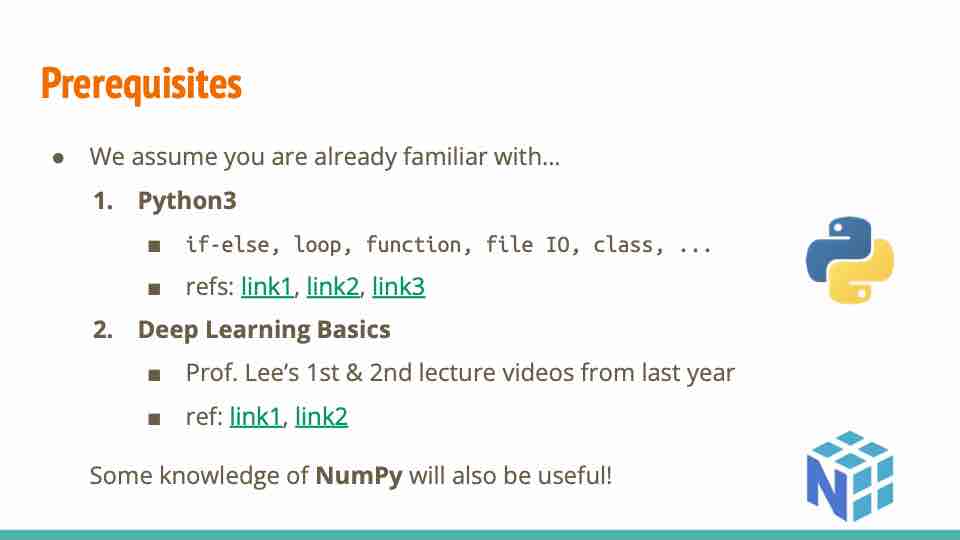 Prerequisites
● We assume you are already familiar with...
1. Python3
■ if-else, loop, function, file IO, class, ...
■ refs: link1, link2, link3
2. Deep Learning Basics
■ Prof. Lee’s 1st & 2nd lecture videos from last year
■ ref: link1, link2
Some knowledge of NumPy will also be useful!
N